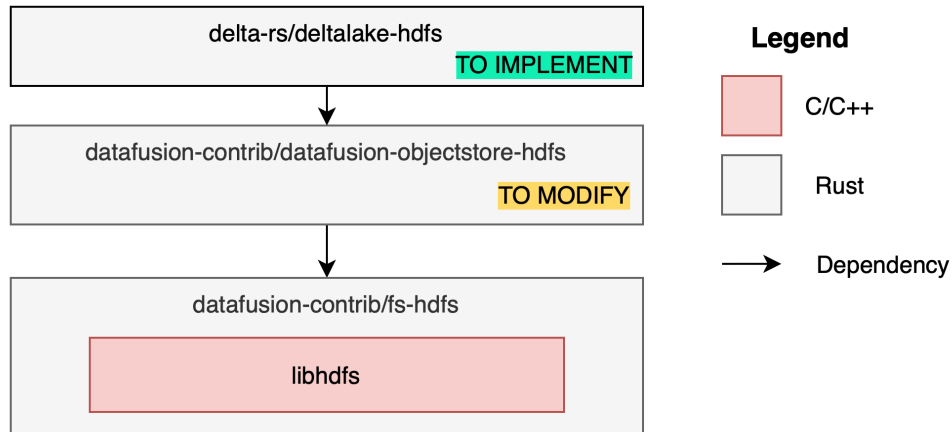 delta-rs/deltalake-hdfs
TO IMPLEMENT
datafusion-contrib/datafusion-objectstore-hdfs
TO MODIFY
datafusion-contrib/fs-hdfs
libhdfs
Legend
C/C++
Rust
Dependency